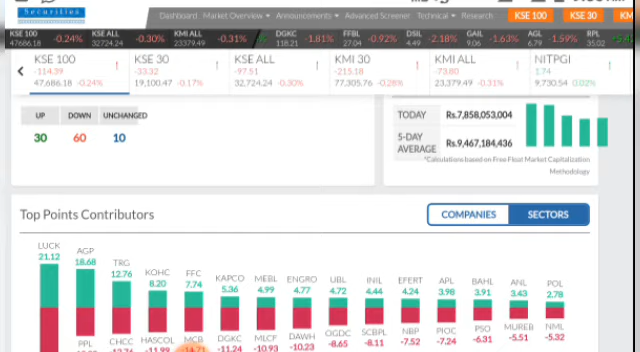 Securities
Dashboard Market Overview Announcements Advanced Screener Technical Research KSE 100 KSE 30
KSE 100 -0.24% KSE ALL -0.30% KMI ALL -0.31% DGKC -1.81% FFBL -0.92% DSIL -2.18% GAIL -1.63% AGL -1.59% RPL
47686.18 32724.24 23379.49 118.21 27.04 4.49 9.06 6.79 35.02
KSE 100 KSE 30 KSE ALL KMI 30 KMI ALL NITPGI
-114.39 -33.32 -97.51 -215.18 -73.80 1.74
47,686.18 -0.24% 19,100.47 -0.17% 32,724.24 -0.30% 77,305.76 -0.28% 23,379.49 -0.31% 9,730.54 0.02%
UP DOWN UNCHANGED
30 60 10
TODAY Rs.7,858,053,004
5-DAY AVERAGE Rs.9,467,184,436
*Calculations based on Free Float Market Capitalization
Methodology
Top Points Contributors COMPANIES SECTORS
LUCK AGP TRG KOHC FFC KAPCO MEBL ENGRO UBL INIL EFERT APL BAHL ANL POL
21.12 18.68 12.76 8.20 7.74 5.36 4.99 4.77 4.72 4.44 4.24 3.98 3.91 3.43 2.78
PPL CHCC HASCOL MCB DGKC MLCF DAWH OGDC SCBPL NBP PIOC PSO MUREB NML
-11.99 -14.71 -11.24 -10.93 -10.23 -8.65 -8.11 -7.52 -7.24 -6.31 -5.51 -5.32